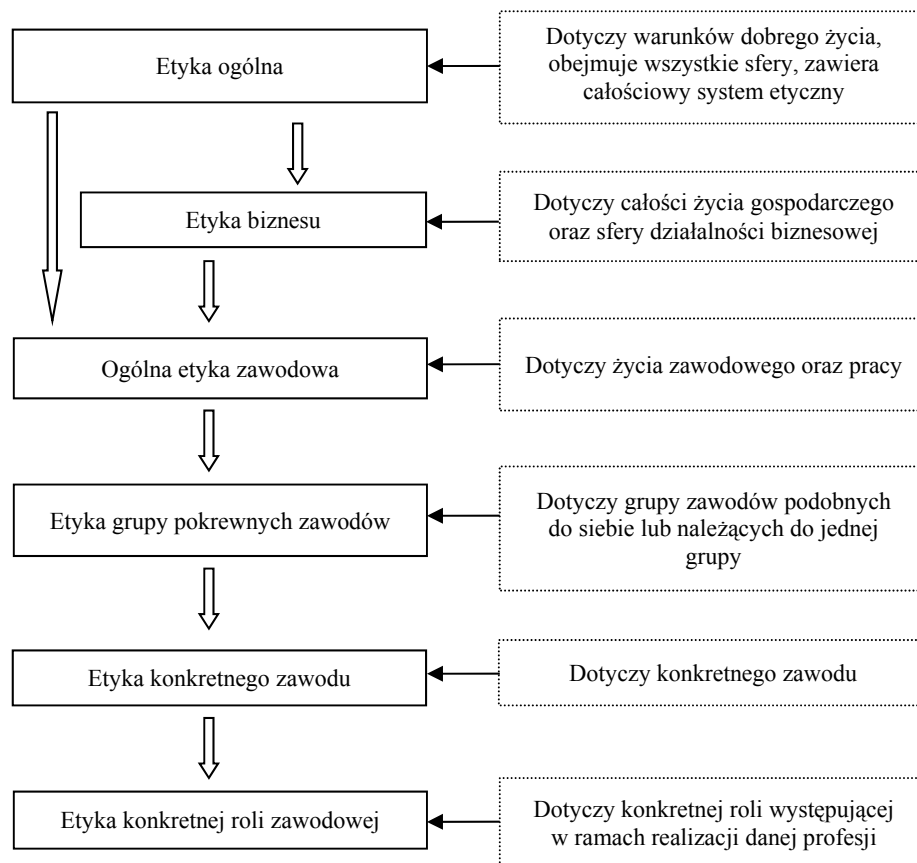 Etyka ogólna
Dotyczy warunków dobrego życia,
obejmuje wszystkie sfery, zawiera
całościowy system etyczny
Etyka biznesu
Dotyczy całości życia gospodarczego
oraz sfery działalności biznesowej
Ogólna etyka zawodowa
Dotyczy życia zawodowego oraz pracy
Etyka grupy pokrewnych zawodów
Dotyczy grupy zawodów podobnych
do siebie lub należących do jednej
grupy
Etyka konkretnego zawodu
Dotyczy konkretnego zawodu
Etyka konkretnej roli zawodowej
Dotyczy konkretnej roli występującej
w ramach realizacji danej profesji